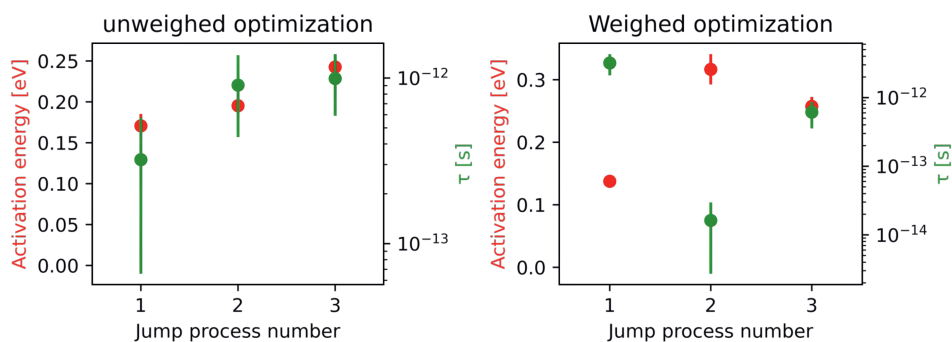 unweighed optimization
Activation energy [eV]
0.25
0.20
0.15
0.10
0.05
0.00
10⁻¹²
10⁻¹³
τ [s]
1 2 3
Jump process number
Weighed optimization
Activation energy [eV]
0.3
0.2
0.1
0.0
10⁻¹²
10⁻¹³
10⁻¹⁴
τ [s]
1 2 3
Jump process number